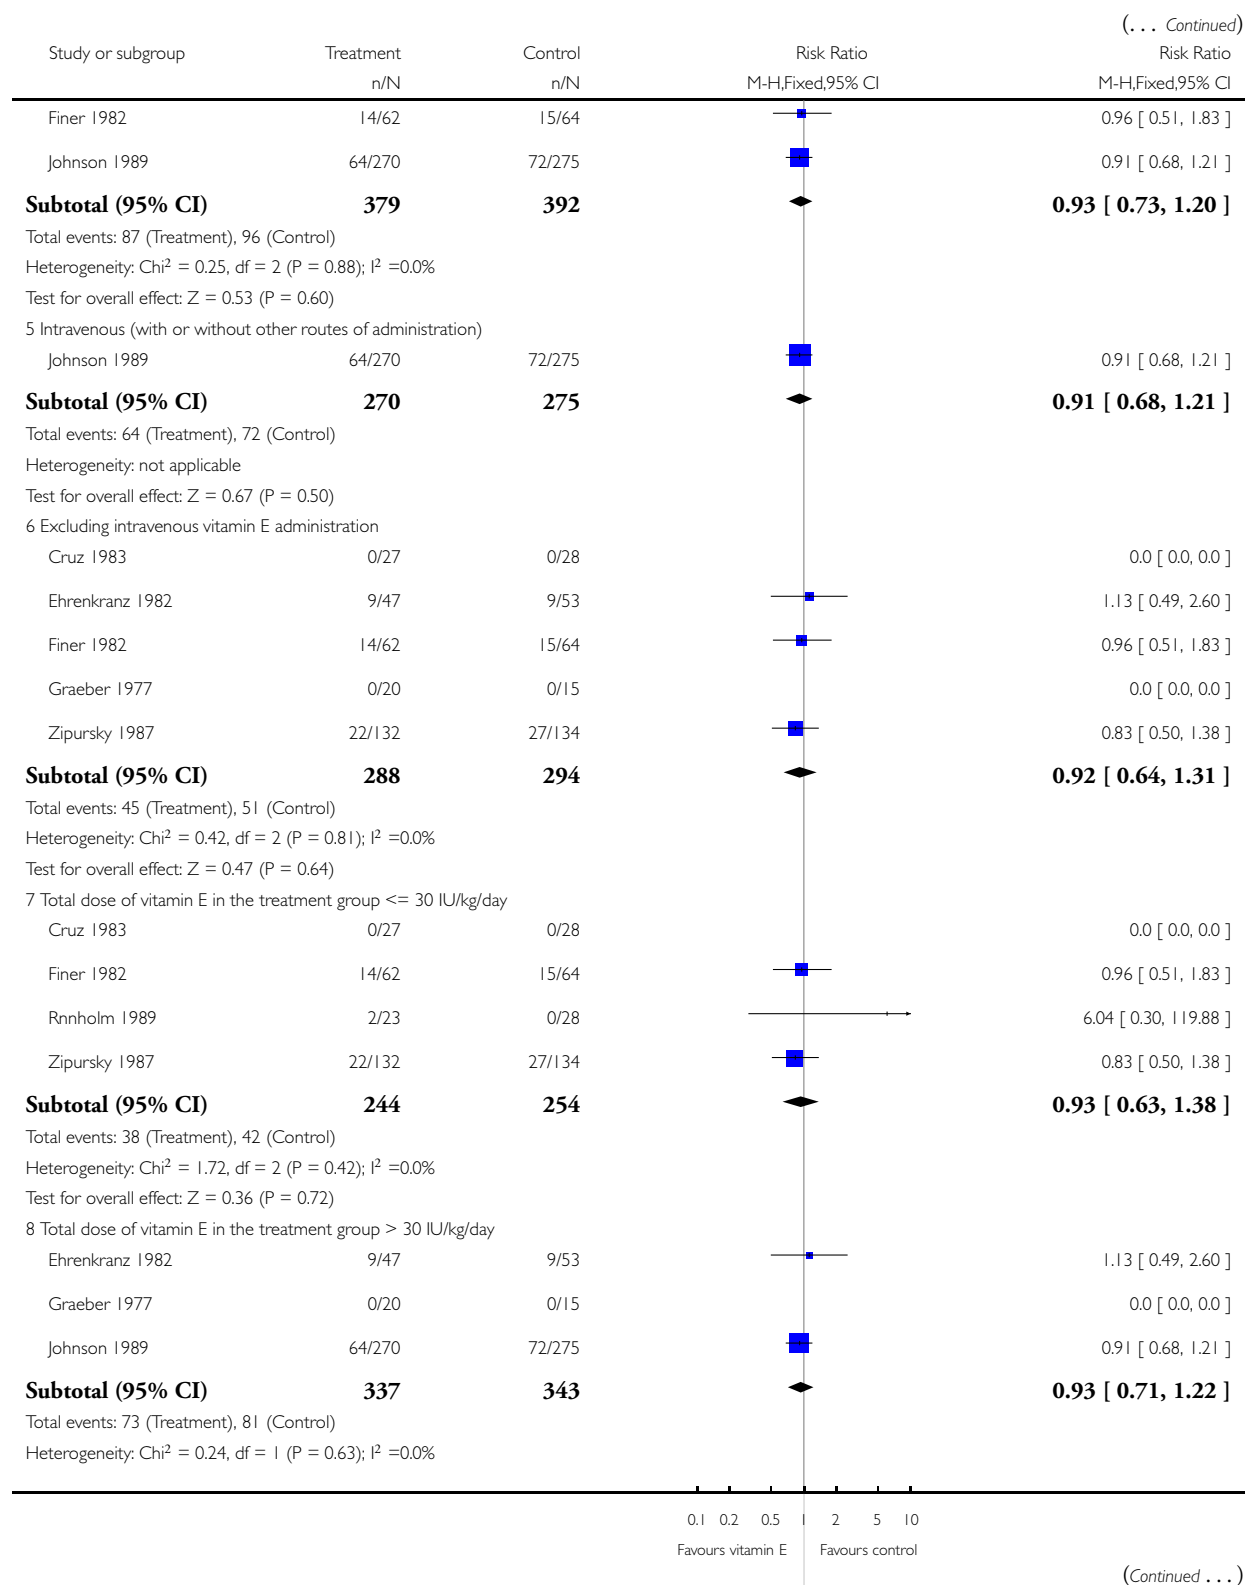 (... Continued)
Study or subgroup Treatment Control Risk Ratio Risk Ratio
n/N n/N M-H,Fixed,95% CI M-H,Fixed,95% CI
Finer 1982 14/62 15/64 0.96 [ 0.51, 1.83 ]
Johnson 1989 64/270 72/275 0.91 [ 0.68, 1.21 ]
Subtotal (95% CI) 379 392 0.93 [ 0.73, 1.20 ]
Total events: 87 (Treatment), 96 (Control)
Heterogeneity: Chi² = 0.25, df = 2 (P = 0.88); I² =0.0%
Test for overall effect: Z = 0.53 (P = 0.60)
5 Intravenous (with or without other routes of administration)
Johnson 1989 64/270 72/275 0.91 [ 0.68, 1.21 ]
Subtotal (95% CI) 270 275 0.91 [ 0.68, 1.21 ]
Total events: 64 (Treatment), 72 (Control)
Heterogeneity: not applicable
Test for overall effect: Z = 0.67 (P = 0.50)
6 Excluding intravenous vitamin E administration
Cruz 1983 0/27 0/28 0.0 [ 0.0, 0.0 ]
Ehrenkranz 1982 9/47 9/53 1.13 [ 0.49, 2.60 ]
Finer 1982 14/62 15/64 0.96 [ 0.51, 1.83 ]
Graeber 1977 0/20 0/15 0.0 [ 0.0, 0.0 ]
Zipursky 1987 22/132 27/134 0.83 [ 0.50, 1.38 ]
Subtotal (95% CI) 288 294 0.92 [ 0.64, 1.31 ]
Total events: 45 (Treatment), 51 (Control)
Heterogeneity: Chi² = 0.42, df = 2 (P = 0.81); I² =0.0%
Test for overall effect: Z = 0.47 (P = 0.64)
7 Total dose of vitamin E in the treatment group <= 30 IU/kg/day
Cruz 1983 0/27 0/28 0.0 [ 0.0, 0.0 ]
Finer 1982 14/62 15/64 0.96 [ 0.51, 1.83 ]
Rnnholm 1989 2/23 0/28 6.04 [ 0.30, 119.88 ]
Zipursky 1987 22/132 27/134 0.83 [ 0.50, 1.38 ]
Subtotal (95% CI) 244 254 0.93 [ 0.63, 1.38 ]
Total events: 38 (Treatment), 42 (Control)
Heterogeneity: Chi² = 1.72, df = 2 (P = 0.42); I² =0.0%
Test for overall effect: Z = 0.36 (P = 0.72)
8 Total dose of vitamin E in the treatment group > 30 IU/kg/day
Ehrenkranz 1982 9/47 9/53 1.13 [ 0.49, 2.60 ]
Graeber 1977 0/20 0/15 0.0 [ 0.0, 0.0 ]
Johnson 1989 64/270 72/275 0.91 [ 0.68, 1.21 ]
Subtotal (95% CI) 337 343 0.93 [ 0.71, 1.22 ]
Total events: 73 (Treatment), 81 (Control)
Heterogeneity: Chi² = 0.24, df = 1 (P = 0.63); I² =0.0%
0.1 0.2 0.5 1 2 5 10
Favours vitamin E Favours control
(Continued ...)